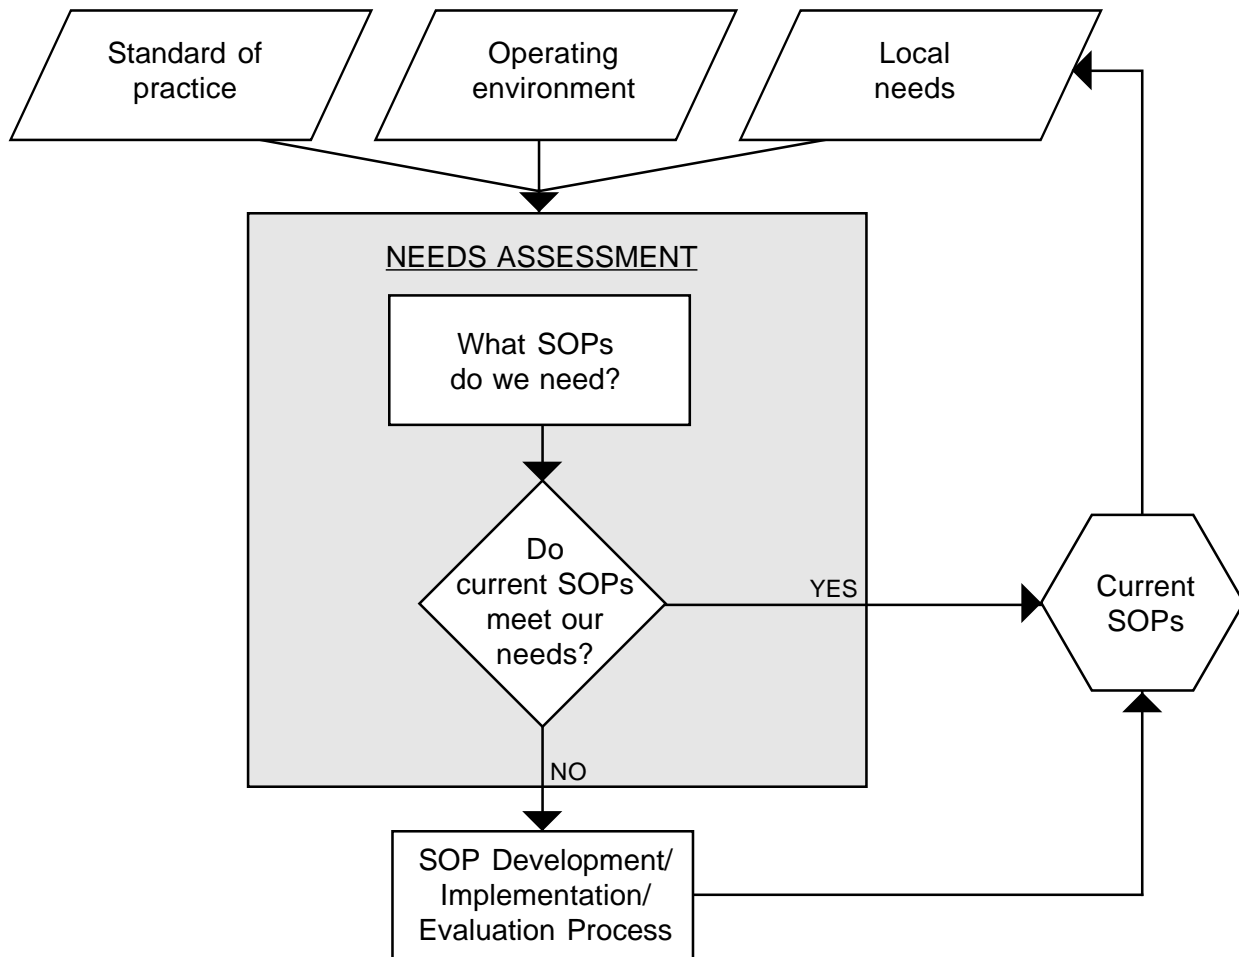 Standard of
practice
Operating
environment
Local
needs
NEEDS ASSESSMENT
What SOPs
do we need?
Do
current SOPs
meet our
needs?
YES
Current
SOPs
NO
SOP Development/
Implementation/
Evaluation Process